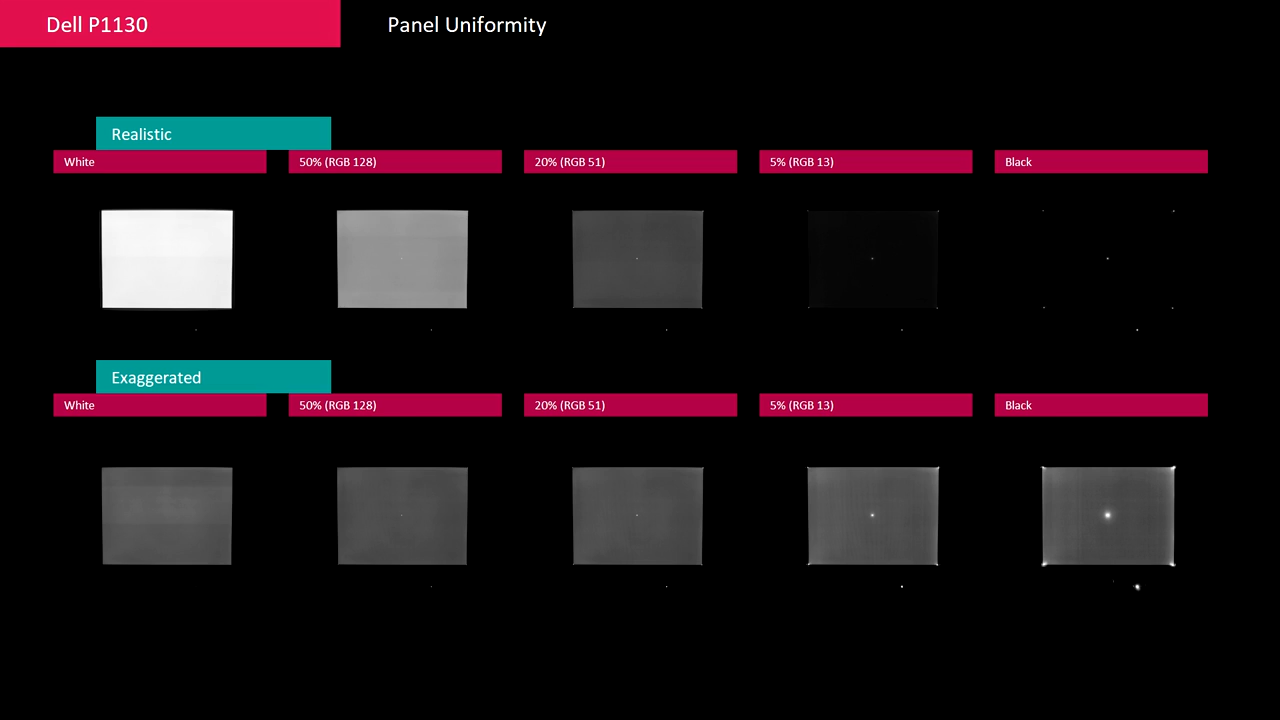 Dell P1130
Panel Uniformity
Realistic
White
50% (RGB 128)
20% (RGB 51)
5% (RGB 13)
Black
Exaggerated
White
50% (RGB 128)
20% (RGB 51)
5% (RGB 13)
Black